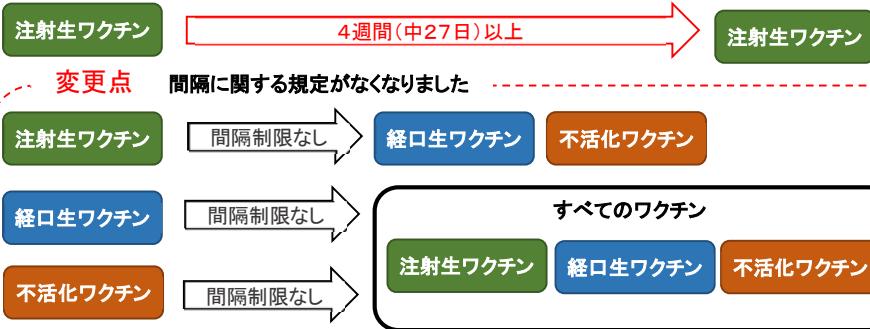 注射生ワクチン 4週間(中27日)以上 注射生ワクチン
変更点 間隔に関する規定がなくなりました
注射生ワクチン 間隔制限なし 経口生ワクチン 不活化ワクチン
経口生ワクチン 間隔制限なし
すべてのワクチン
注射生ワクチン 経口生ワクチン 不活化ワクチン
不活化ワクチン 間隔制限なし